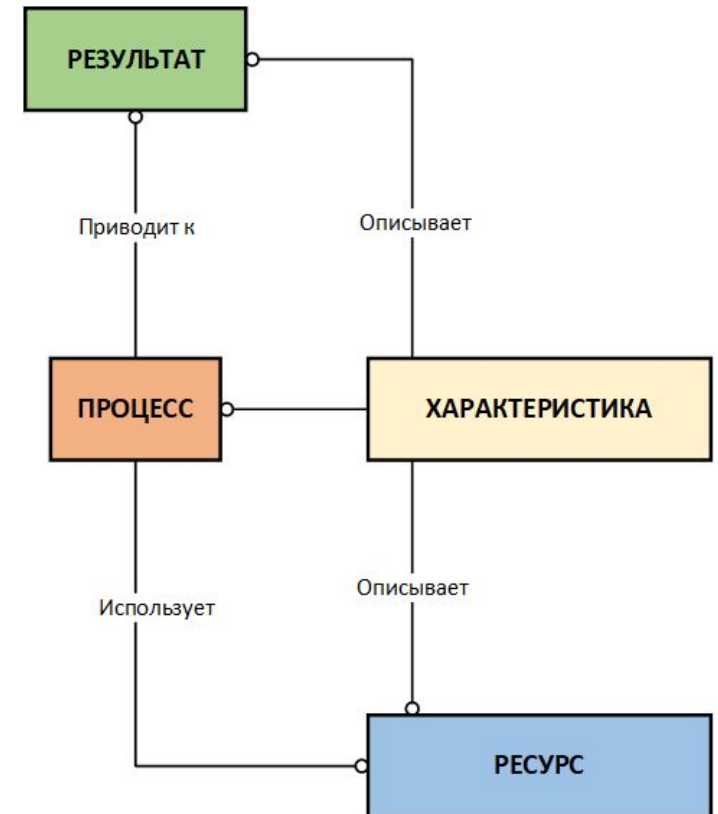 РЕЗУЛЬТАТ
Приводит к
Описывает
ПРОЦЕСС
ХАРАКТЕРИСТИКА
Описывает
Использует
РЕСУРС